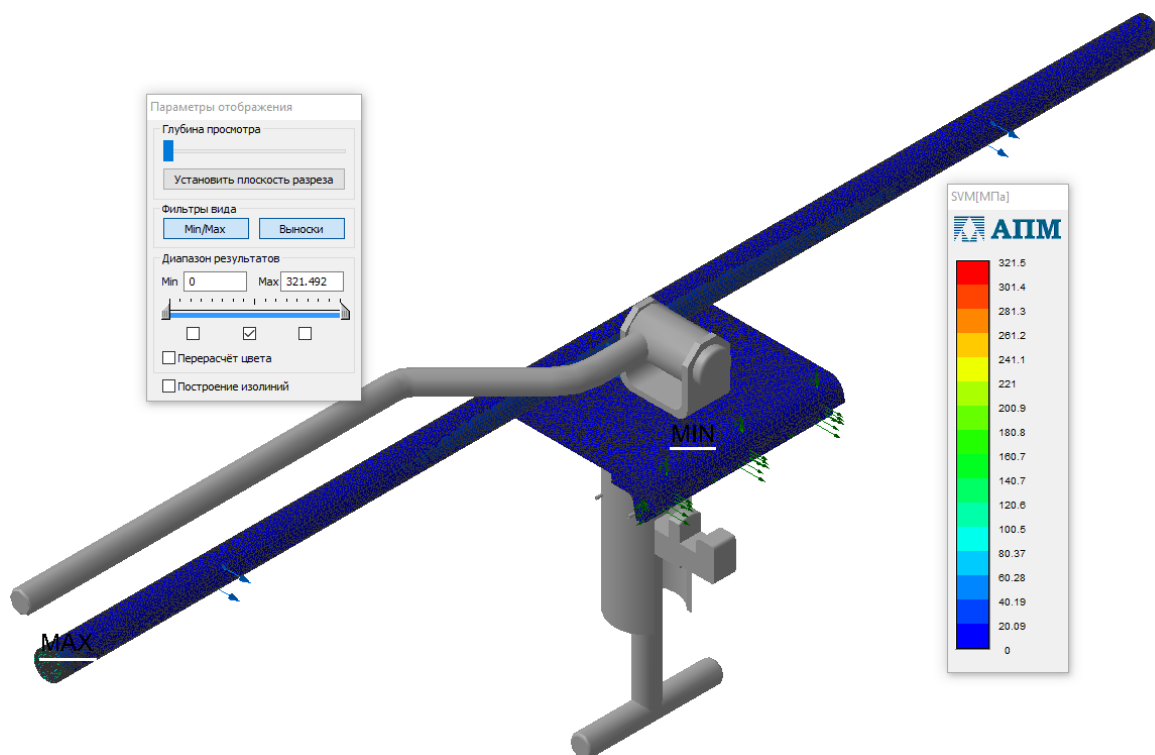 Параметры отображения
Глубина просмотра
Установить плоскость разреза
Фильтры вида
Min/Max Выноски
Диапазон результатов
Min 0 Max 321.492
Перерасчёт цвета
Построение изолиний
MIN
MAX
SVM[МПа]
АПМ
321.5
301.4
281.3
261.2
241.1
221
200.9
180.8
160.7
140.7
120.6
100.5
80.37
60.28
40.19
20.09
0